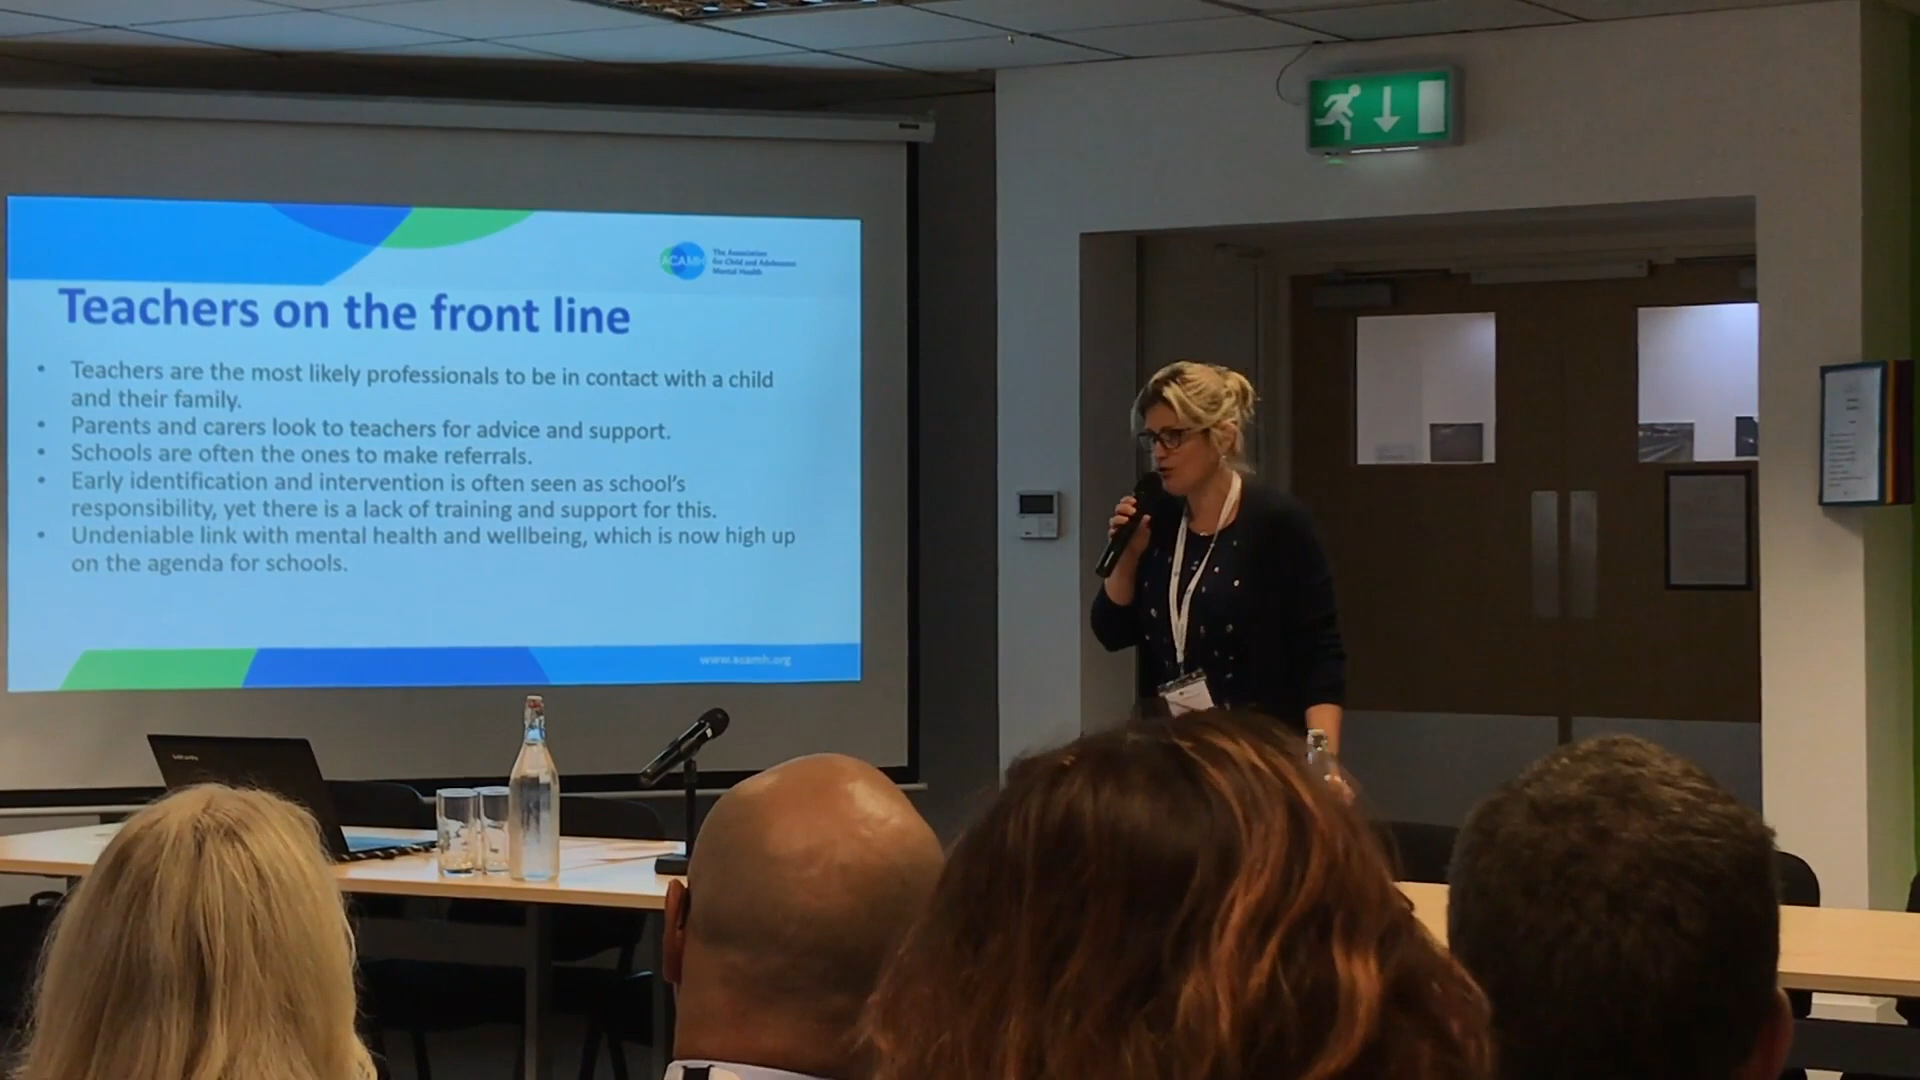 ACAMH
The Association
for Child and Adolescent
Mental Health
Teachers on the front line
• Teachers are the most likely professionals to be in contact with a child
and their family.
• Parents and carers look to teachers for advice and support.
• Schools are often the ones to make referrals.
• Early identification and intervention is often seen as school's
responsibility, yet there is a lack of training and support for this.
• Undeniable link with mental health and wellbeing, which is now high up
on the agenda for schools.
www.acamh.org